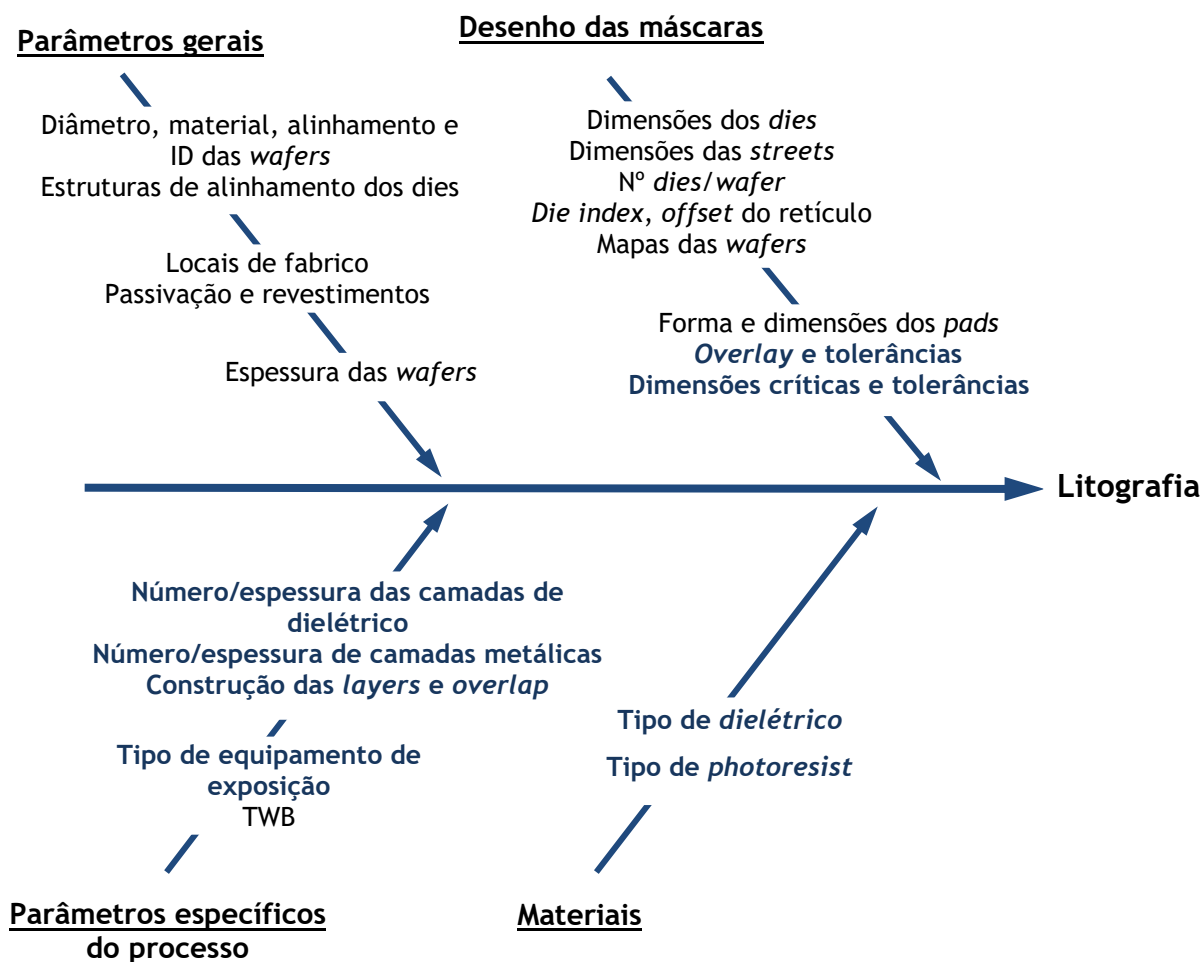 Parâmetros gerais
Diâmetro, material, alinhamento e
ID das wafers
Estruturas de alinhamento dos dies
Locais de fabrico
Passivação e revestimentos
Espessura das wafers
Desenho das máscaras
Dimensões dos dies
Dimensões das streets
Nº dies/wafer
Die index, offset do retículo
Mapas das wafers
Forma e dimensões dos pads
Overlay e tolerâncias
Dimensões críticas e tolerâncias
Litografia
Número/espessura das camadas de
dielétrico
Número/espessura de camadas metálicas
Construção das layers e overlap
Tipo de equipamento de
exposição
TWB
Parâmetros específicos
do processo
Tipo de dielétrico
Tipo de photoresist
Materiais